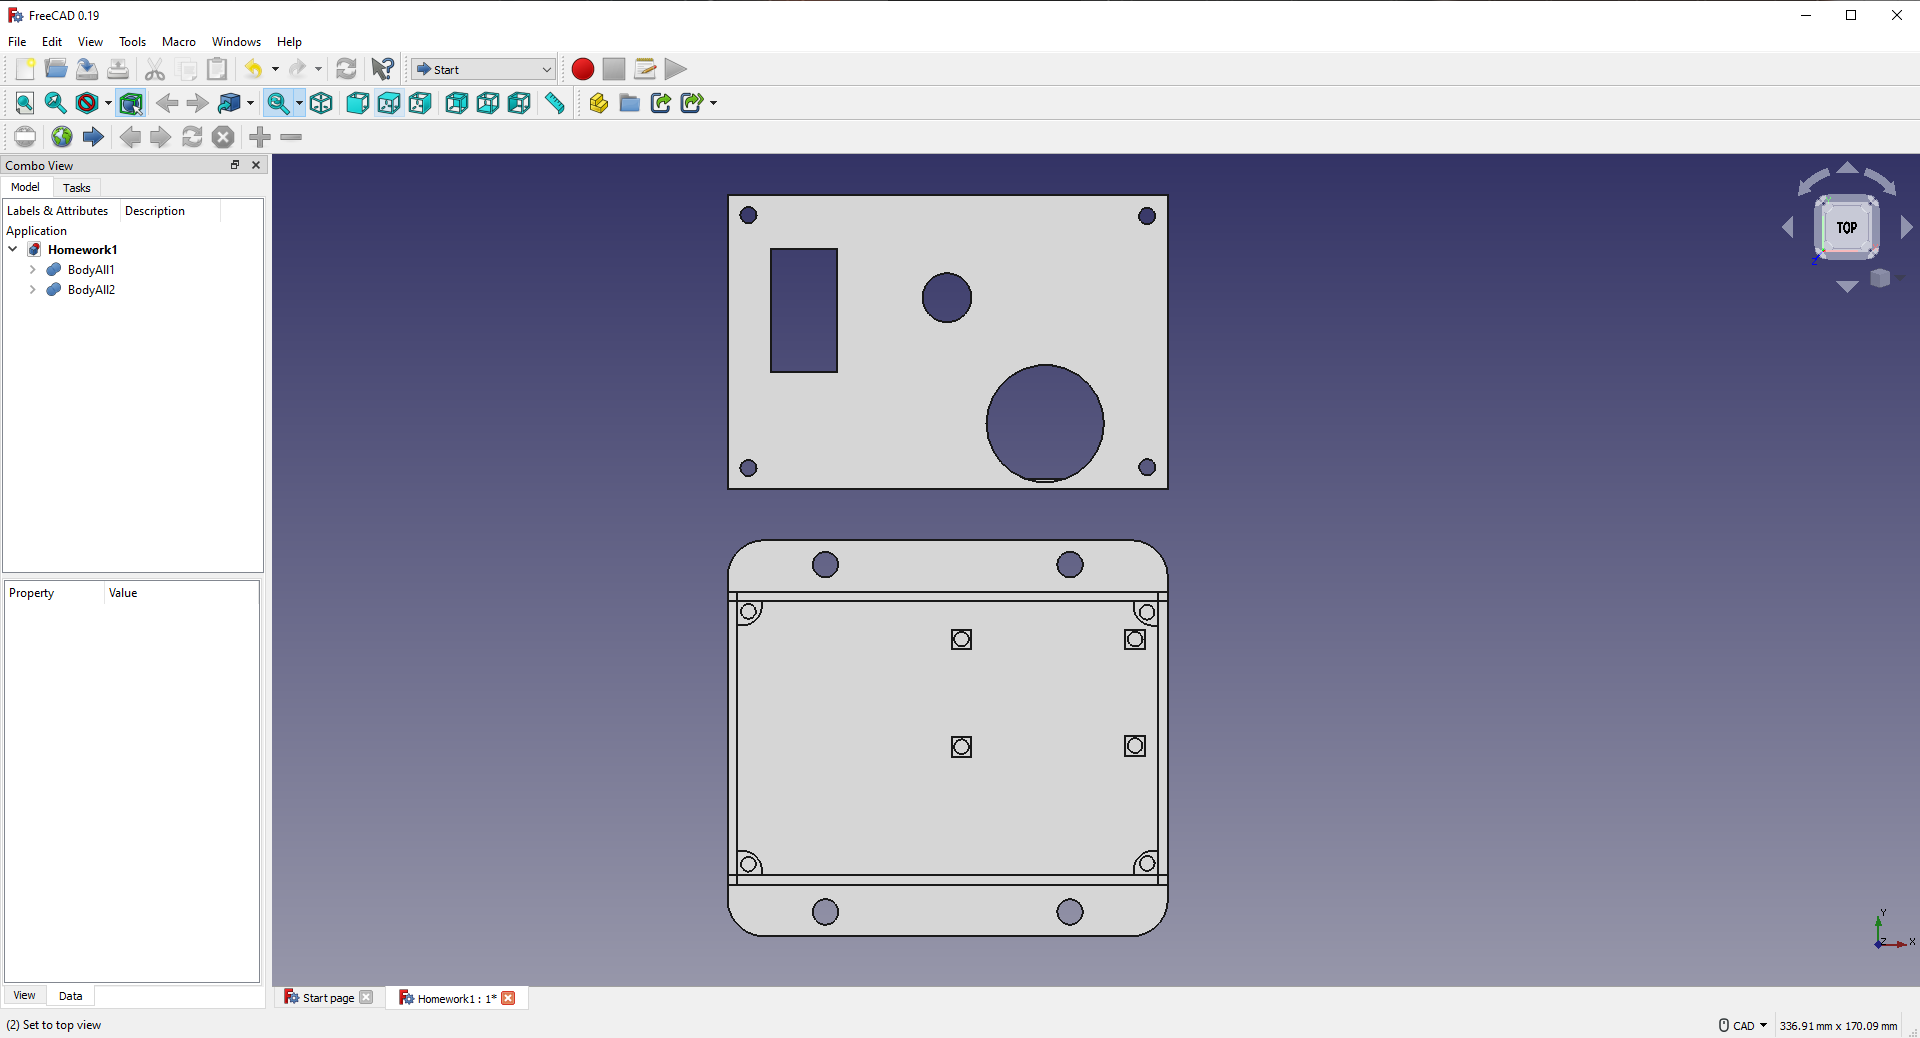 FreeCAD 0.19
File Edit View Tools Macro Windows Help
Start
Combo View
Model Tasks
Labels & Attributes Description
Application
Homework1
BodyAll1
BodyAll2
TOP
Z
Property Value
Y
Z X
View Data
Start page Homework1 : 1*
(2) Set to top view
CAD 336.91 mm x 170.09 mm